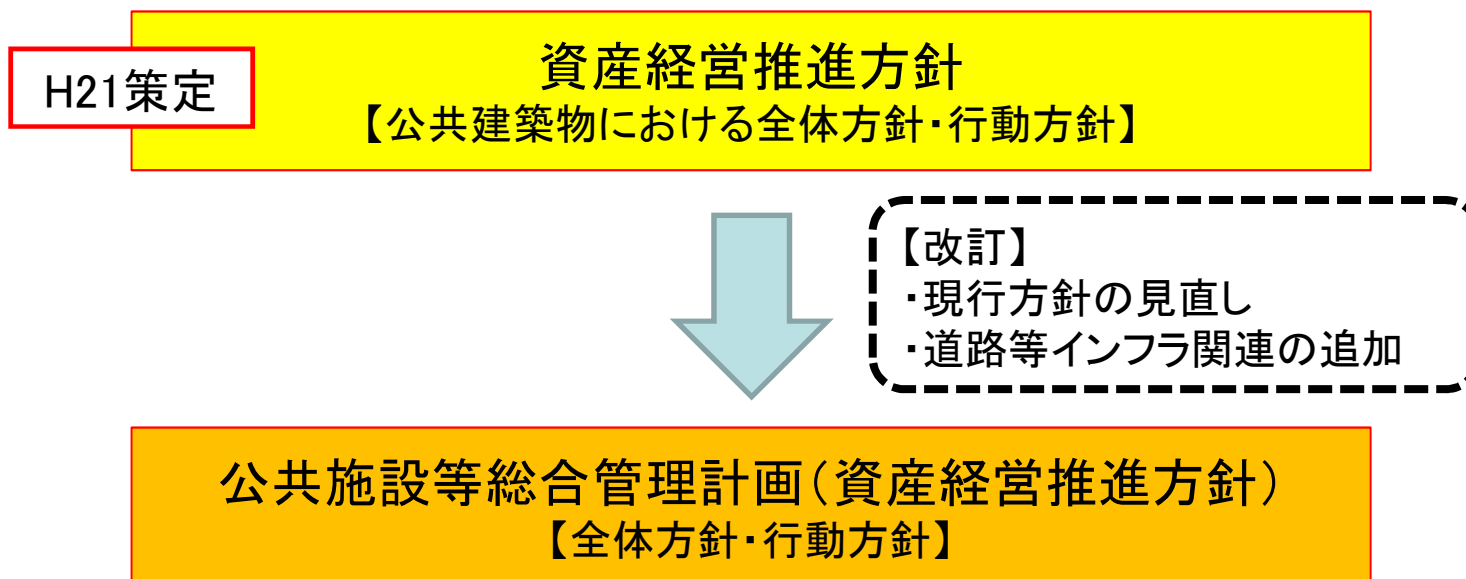 H21策定
資産経営推進方針
【公共建築物における全体方針・行動方針】
【改訂】
・現行方針の見直し
・道路等インフラ関連の追加
公共施設等総合管理計画(資産経営推進方針)
【全体方針・行動方針】